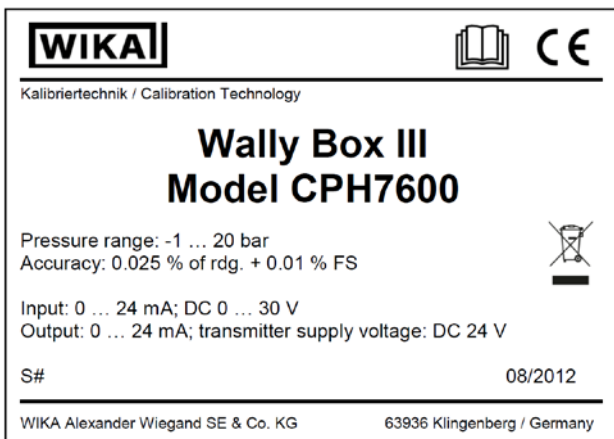 WIKA
CE
Kalibriertechnik / Calibration Technology
Wally Box III
Model CPH7600
Pressure range: -1 ... 20 bar
Accuracy: 0.025 % of rdg. + 0.01 % FS
Input: 0 ... 24 mA; DC 0 ... 30 V
Output: 0 ... 24 mA; transmitter supply voltage: DC 24 V
S# 08/2012
WIKA Alexander Wiegand SE & Co. KG 63936 Klingenberg / Germany